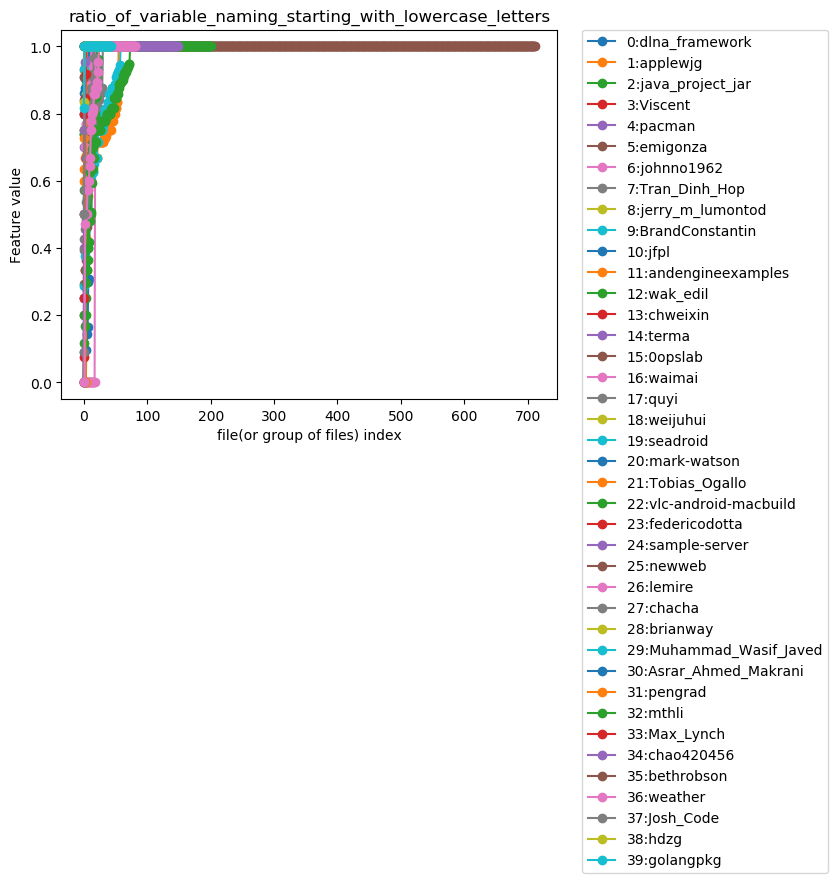 ratio_of_variable_naming_starting_with_lowercase_letters
1.0
0.8
0.6
0.4
0.2
0.0
Feature value
0 100 200 300 400 500 600 700
file(or group of files) index
0:dlna_framework
1:applewjg
2:java_project_jar
3:Viscent
4:pacman
5:emigonza
6:johnno1962
7:Tran_Dinh_Hop
8:jerry_m_lumontod
9:BrandConstantin
10:jfpl
11:andengineexamples
12:wak_edil
13:chweixin
14:terma
15:0opslab
16:waimai
17:quyi
18:weijuhui
19:seadroid
20:mark-watson
21:Tobias_Ogallo
22:vlc-android-macbuild
23:federicodotta
24:sample-server
25:newweb
26:lemire
27:chacha
28:brianway
29:Muhammad_Wasif_Javed
30:Asrar_Ahmed_Makrani
31:pengrad
32:mthli
33:Max_Lynch
34:chao420456
35:bethrobson
36:weather
37:Josh_Code
38:hdzg
39:golangpkg